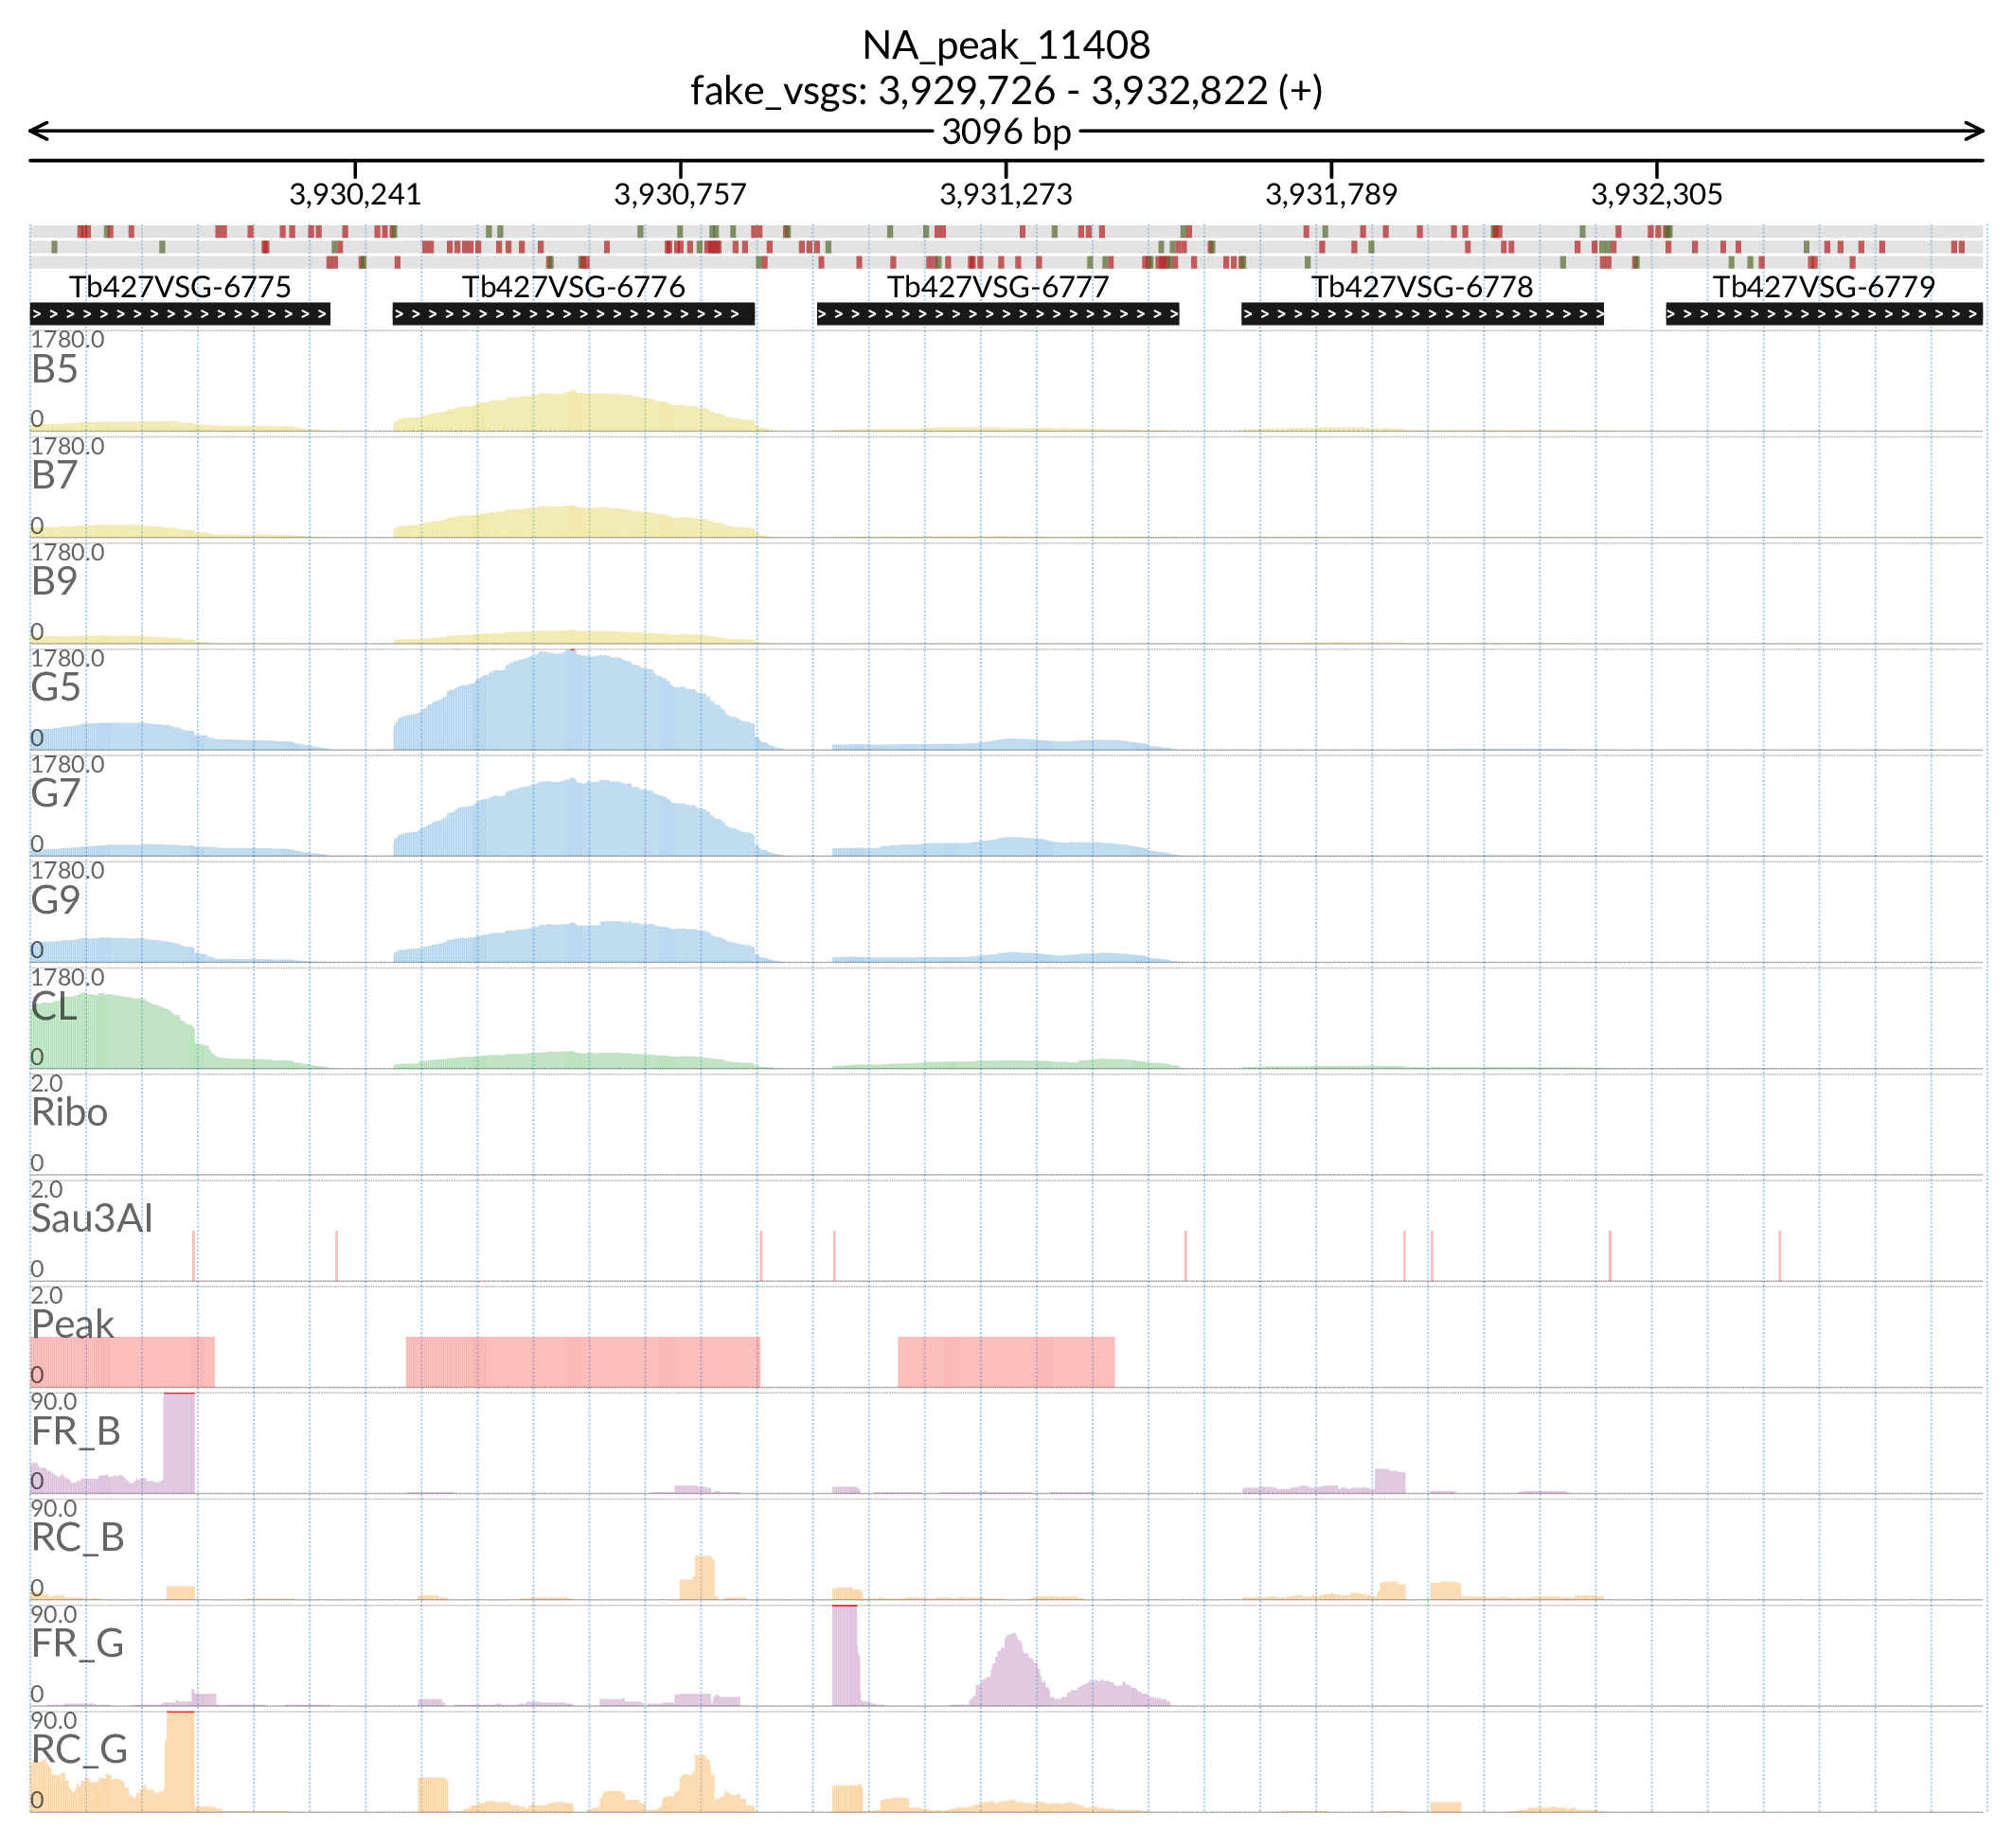 NA_peak_11408
fake_vsgs: 3,929,726 - 3,932,822 (+)
3096 bp
3,930,241 3,930,757 3,931,273 3,931,789 3,932,305
Tb427VSG-6775 Tb427VSG-6776 Tb427VSG-6777 Tb427VSG-6778 Tb427VSG-6779
1780.0
B5
0
1780.0
B7
0
1780.0
B9
0
1780.0
G5
0
1780.0
G7
0
1780.0
G9
0
1780.0
CL
0
2.0
Ribo
0
2.0
Sau3AI
0
2.0
Peak
0
90.0
FR_B
0
90.0
RC_B
0
90.0
FR_G
0
90.0
RC_G
0